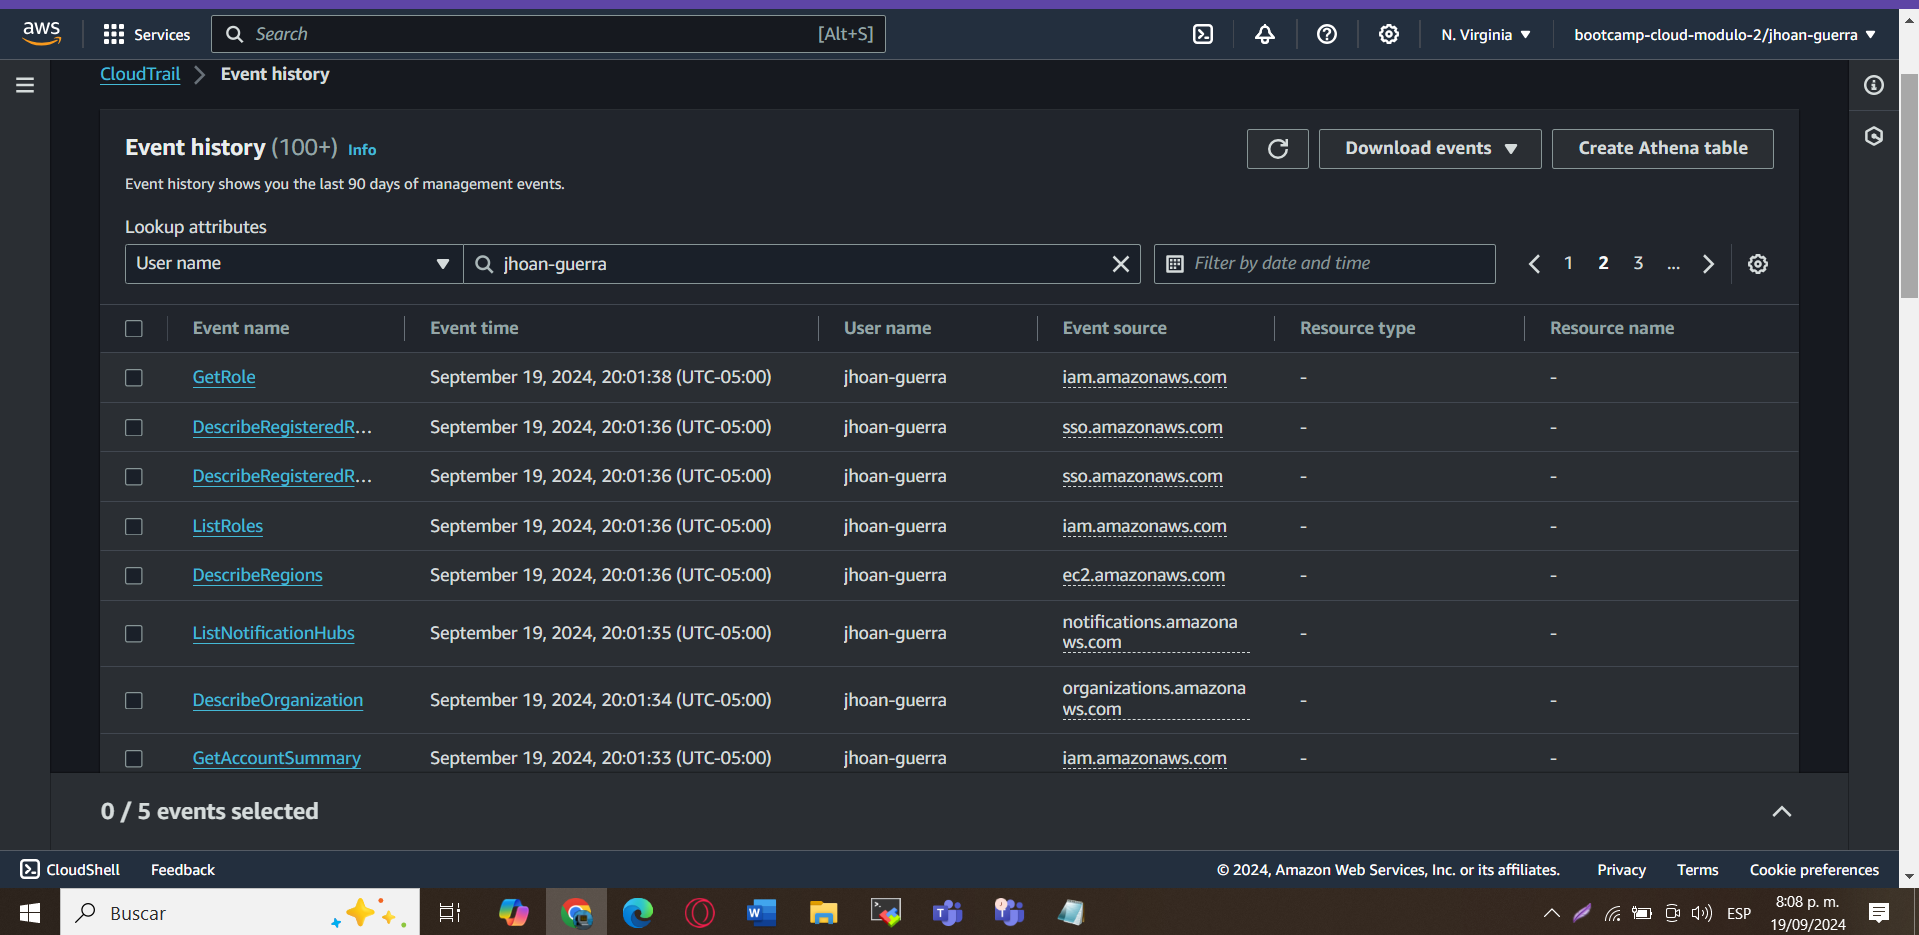 aws
Services
Search
[Alt+S]
N. Virginia
bootcamp-cloud-modulo-2/jhoan-guerra
CloudTrail
Event history
Event history (100+) Info
Download events
Create Athena table
Event history shows you the last 90 days of management events.
Lookup attributes
User name
jhoan-guerra
Filter by date and time
1 2 3 ...
Event name Event time User name Event source Resource type Resource name
GetRole September 19, 2024, 20:01:38 (UTC-05:00) jhoan-guerra iam.amazonaws.com - -
DescribeRegisteredR... September 19, 2024, 20:01:36 (UTC-05:00) jhoan-guerra sso.amazonaws.com - -
DescribeRegisteredR... September 19, 2024, 20:01:36 (UTC-05:00) jhoan-guerra sso.amazonaws.com - -
ListRoles September 19, 2024, 20:01:36 (UTC-05:00) jhoan-guerra iam.amazonaws.com - -
DescribeRegions September 19, 2024, 20:01:36 (UTC-05:00) jhoan-guerra ec2.amazonaws.com - -
ListNotificationHubs September 19, 2024, 20:01:35 (UTC-05:00) jhoan-guerra notifications.amazona
ws.com - -
DescribeOrganization September 19, 2024, 20:01:34 (UTC-05:00) jhoan-guerra organizations.amazona
ws.com - -
GetAccountSummary September 19, 2024, 20:01:33 (UTC-05:00) jhoan-guerra iam.amazonaws.com - -
0 / 5 events selected
CloudShell
Feedback
© 2024, Amazon Web Services, Inc. or its affiliates.
Privacy
Terms
Cookie preferences
Buscar
ESP
8:08 p. m.
19/09/2024